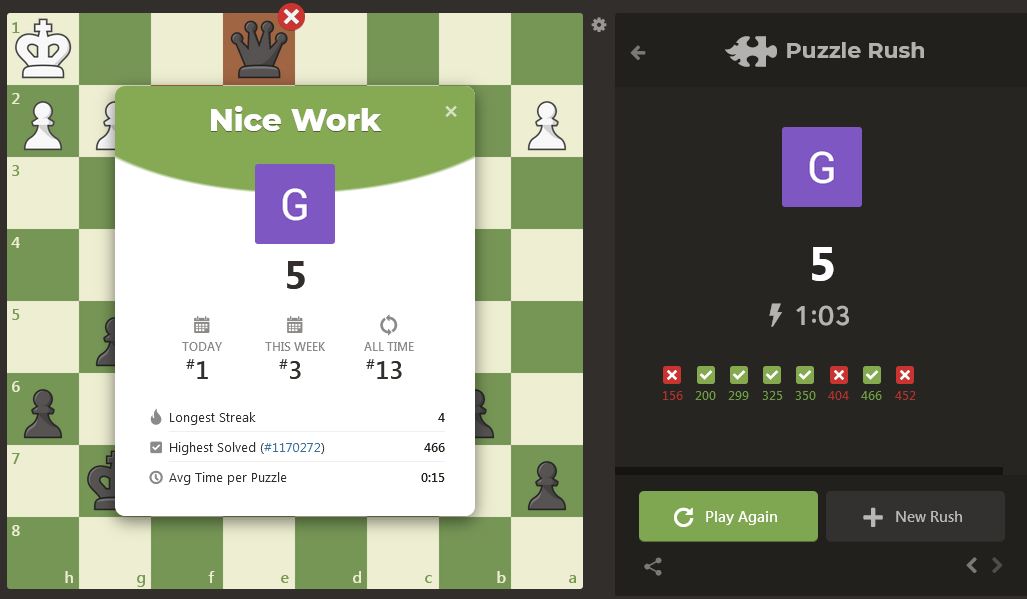 1
2
3
4
5
6
7
8
h g f e d c b a
Nice Work
×
G
5
TODAY
#1
THIS WEEK
#3
ALL TIME
#13
Longest Streak 4
Highest Solved (#1170272) 466
Avg Time per Puzzle 0:15
Puzzle Rush
G
5
1:03
156 200 299 325 350 404 466 452
Play Again
New Rush